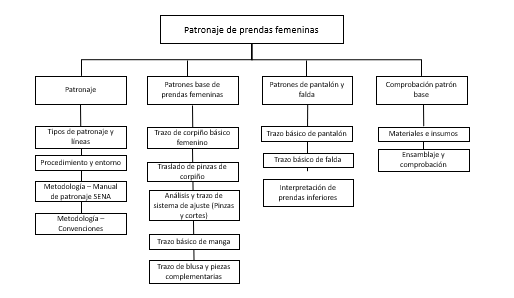 Patronaje de prendas femeninas
Patronaje
Patrones base de
prendas femeninas
Patrones de pantalón y
falda
Comprobación patrón
base
Tipos de patronaje y
líneas
Procedimiento y entorno
Metodología – Manual
de patronaje SENA
Metodología –
Convenciones
Trazo de corpiño básico
femenino
Traslado de pinzas de
corpiño
Análisis y trazo de
sistema de ajuste (Pinzas
y cortes)
Trazo básico de manga
Trazo de blusa y piezas
complementarias
Trazo básico de pantalón
Trazo básico de falda
Interpretación de
prendas inferiores
Materiales e insumos
Ensamblaje y
comprobación